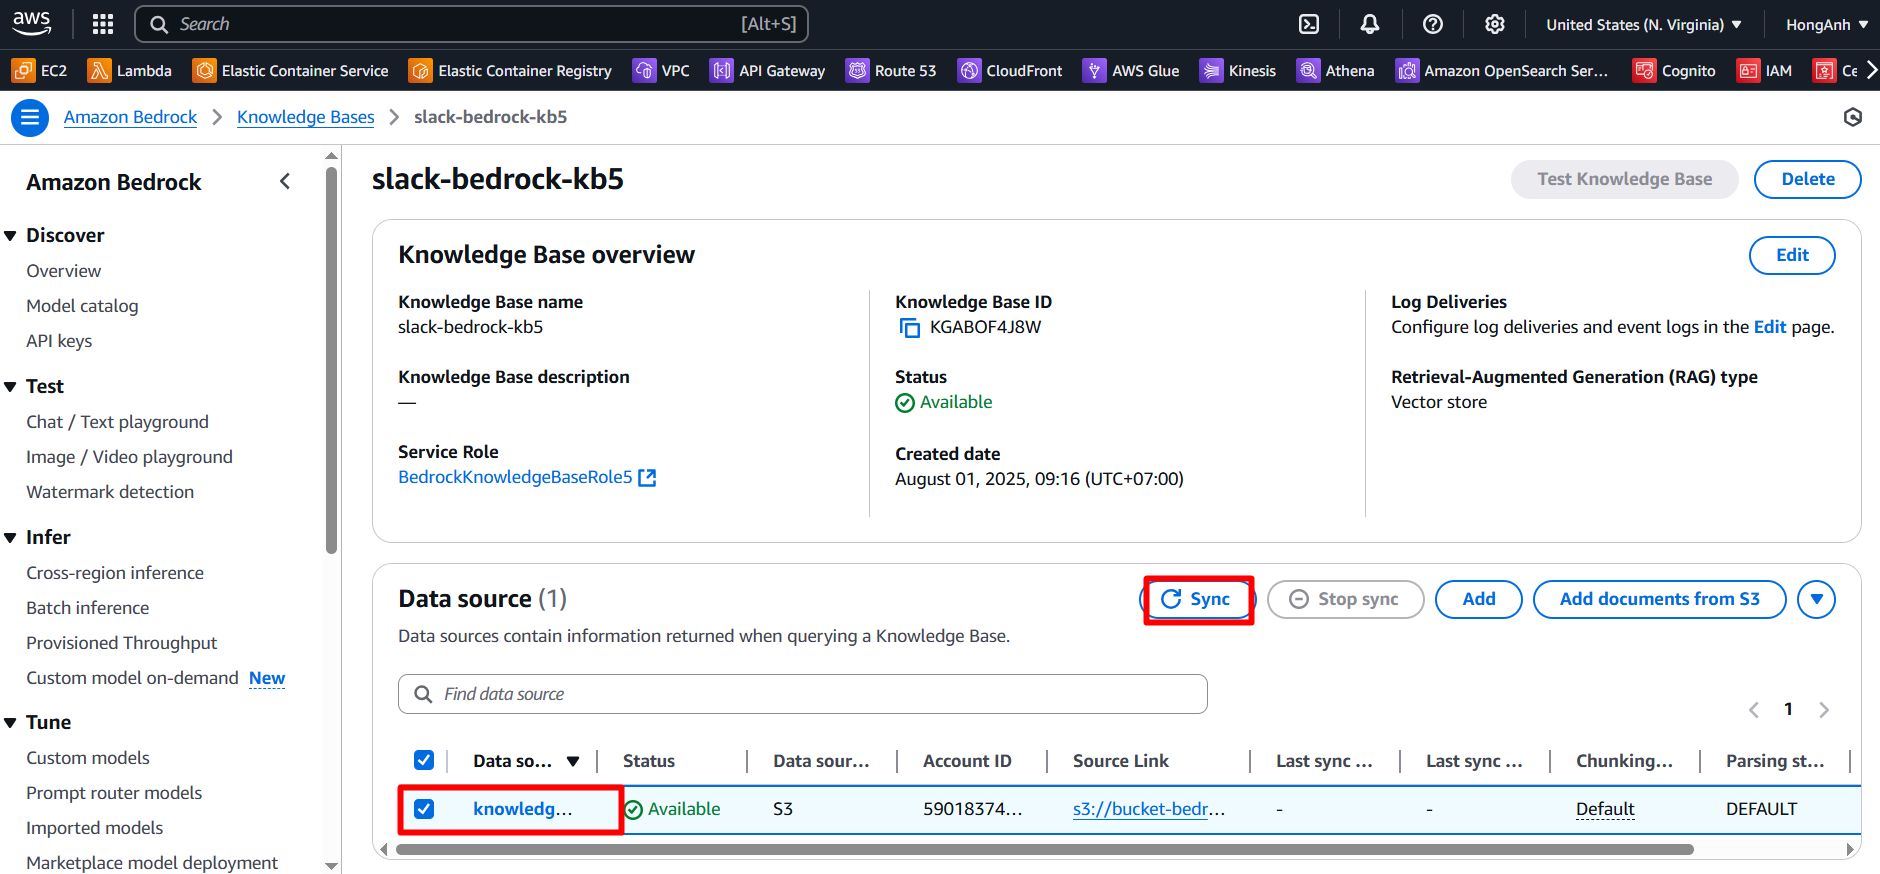 aws Search [Alt+S] United States (N. Virginia) HongAnh
EC2 Lambda Elastic Container Service Elastic Container Registry VPC API Gateway Route 53 CloudFront AWS Glue Kinesis Athena Amazon OpenSearch Ser... Cognito IAM Ce
Amazon Bedrock Knowledge Bases slack-bedrock-kb5
Amazon Bedrock
Discover
Overview
Model catalog
API keys
Test
Chat / Text playground
Image / Video playground
Watermark detection
Infer
Cross-region inference
Batch inference
Provisioned Throughput
Custom model on-demand New
Tune
Custom models
Prompt router models
Imported models
Marketplace model deployment
slack-bedrock-kb5
Test Knowledge Base Delete
Knowledge Base overview
Edit
Knowledge Base name
slack-bedrock-kb5
Knowledge Base description
—
Service Role
BedrockKnowledgeBaseRole5
Knowledge Base ID
KGABOF4J8W
Status
Available
Created date
August 01, 2025, 09:16 (UTC+07:00)
Log Deliveries
Configure log deliveries and event logs in the Edit page.
Retrieval-Augmented Generation (RAG) type
Vector store
Data source (1)
Sync Stop sync Add Add documents from S3
Data sources contain information returned when querying a Knowledge Base.
Find data source
1
Data so... Status Data sour... Account ID Source Link Last sync ... Last sync ... Chunking... Parsing st...
knowledg... Available S3 59018374... s3://bucket-bedr... - - Default DEFAULT